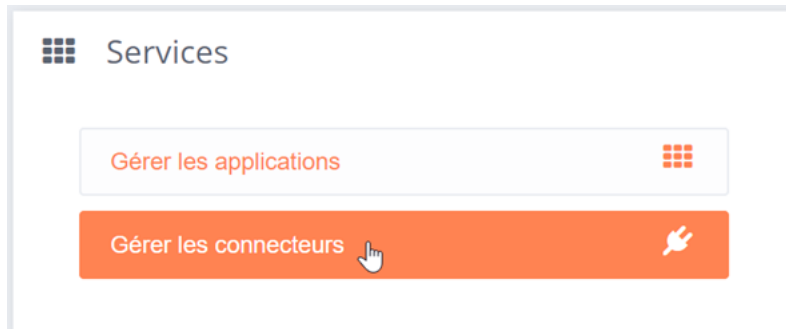 Services
Gérer les applications
Gérer les connecteurs